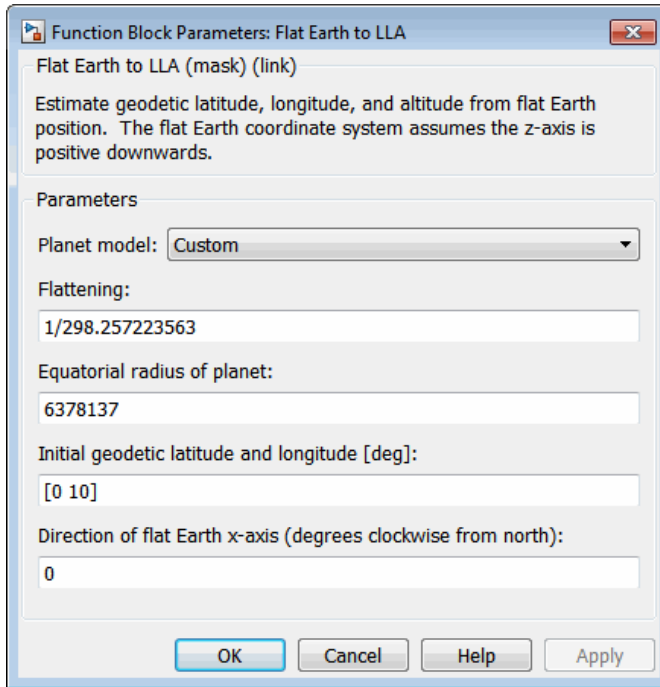 Function Block Parameters: Flat Earth to LLA
Flat Earth to LLA (mask) (link)
Estimate geodetic latitude, longitude, and altitude from flat Earth
position.  The flat Earth coordinate system assumes the z-axis is
positive downwards.
Parameters
Planet model: Custom
Flattening:
1/298.257223563
Equatorial radius of planet:
6378137
Initial geodetic latitude and longitude [deg]:
[0 10]
Direction of flat Earth x-axis (degrees clockwise from north):
0
OK Cancel Help Apply